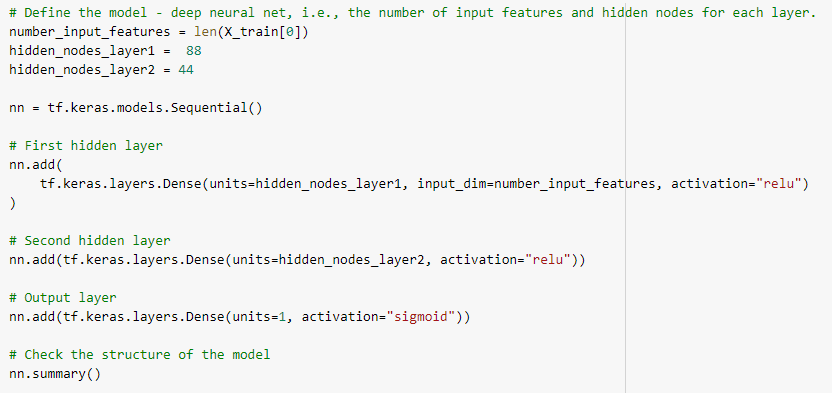 # Define the model - deep neural net, i.e., the number of input features and hidden nodes for each layer.
number_input_features = len(X_train[0])
hidden_nodes_layer1 =  88
hidden_nodes_layer2 = 44

nn = tf.keras.models.Sequential()

# First hidden layer
nn.add(
    tf.keras.layers.Dense(units=hidden_nodes_layer1, input_dim=number_input_features, activation="relu")
)

# Second hidden layer
nn.add(tf.keras.layers.Dense(units=hidden_nodes_layer2, activation="relu"))

# Output layer
nn.add(tf.keras.layers.Dense(units=1, activation="sigmoid"))

# Check the structure of the model
nn.summary()